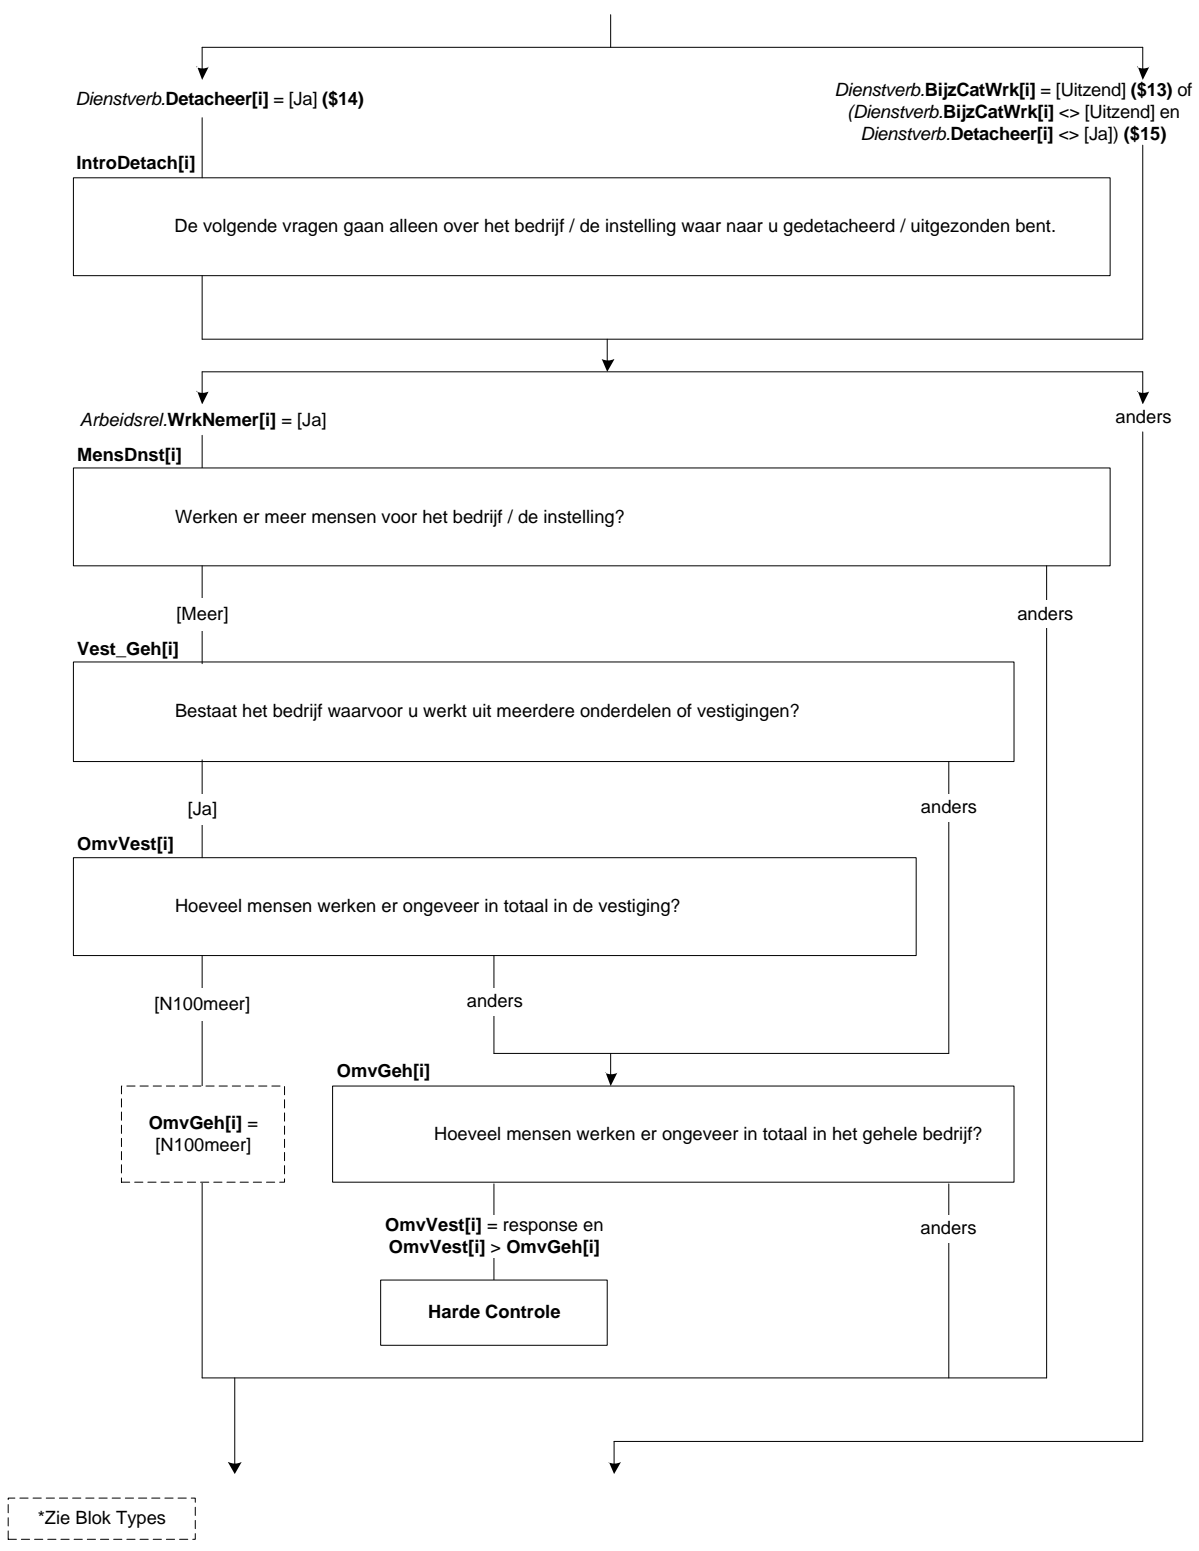 Dienstverb.Detacheer[i] = [Ja] ($14)
Dienstverb.BijzCatWrk[i] = [Uitzend] ($13) of
(Dienstverb.BijzCatWrk[i] <> [Uitzend] en
Dienstverb.Detacheer[i] <> [Ja]) ($15)
IntroDetach[i]
De volgende vragen gaan alleen over het bedrijf / de instelling waar naar u gedetacheerd / uitgezonden bent.
Arbeidsrel.WrkNemer[i] = [Ja]
anders
MensDnst[i]
Werken er meer mensen voor het bedrijf / de instelling?
[Meer]
anders
Vest_Geh[i]
Bestaat het bedrijf waarvoor u werkt uit meerdere onderdelen of vestigingen?
[Ja]
anders
OmvVest[i]
Hoeveel mensen werken er ongeveer in totaal in de vestiging?
[N100meer]
anders
OmvGeh[i]
OmvGeh[i] =
[N100meer]
Hoeveel mensen werken er ongeveer in totaal in het gehele bedrijf?
OmvVest[i] = response en
OmvVest[i] > OmvGeh[i]
anders
Harde Controle
*Zie Blok Types